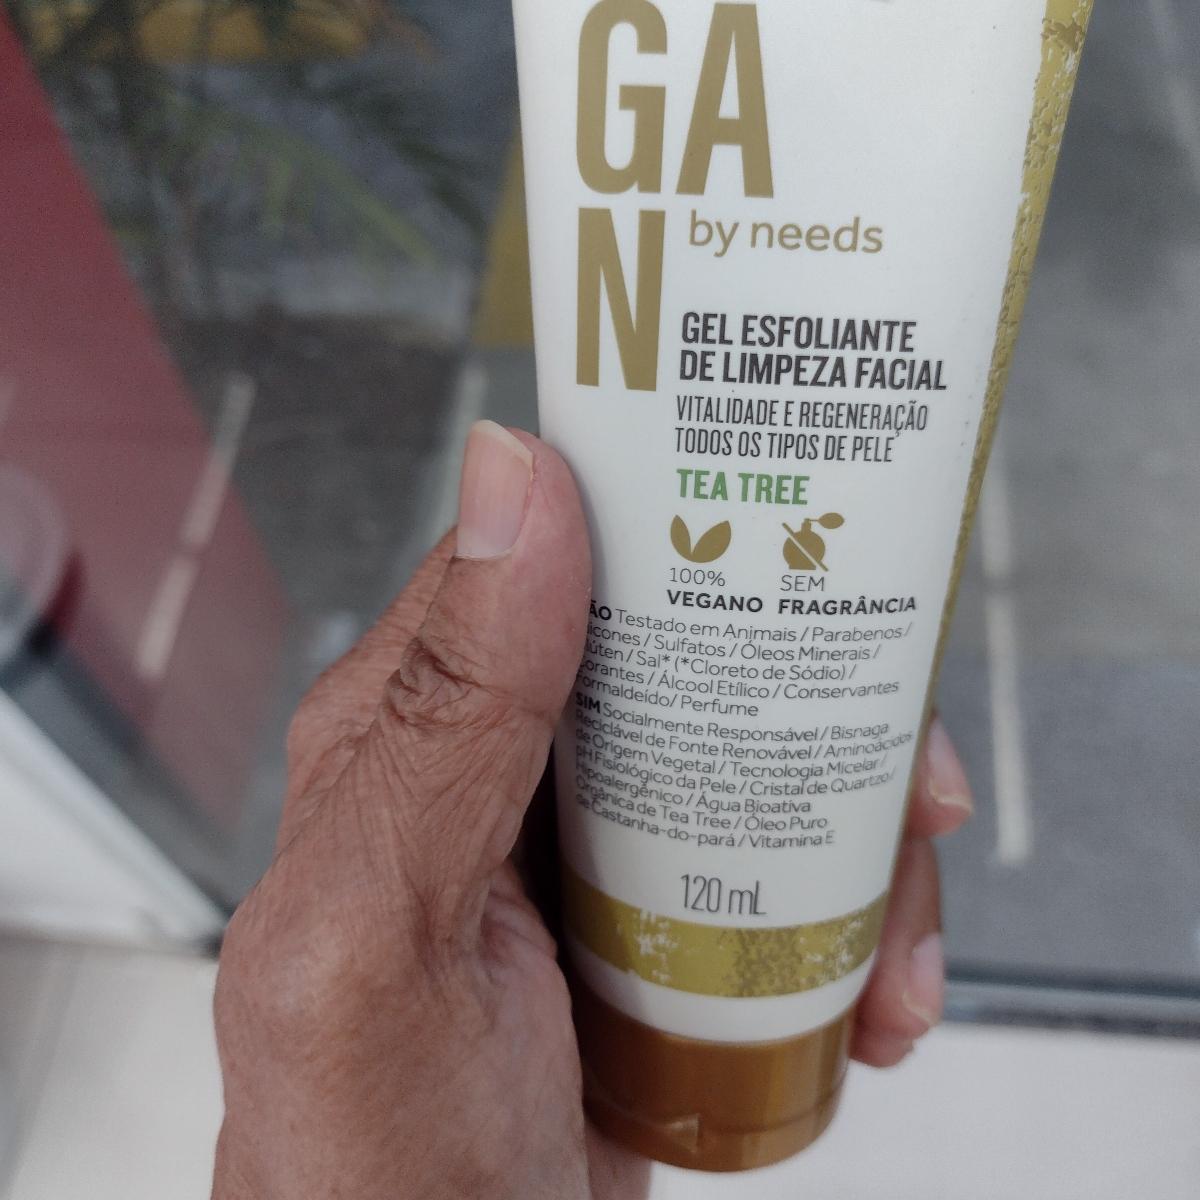 GA
N
by needs
GEL ESFOLIANTE
DE LIMPEZA FACIAL
VITALIDADE E REGENERAÇÃO
TODOS OS TIPOS DE PELE
TEA TREE
100%
VEGANO
SEM
FRAGRÂNCIA
Testado em Animais / Parabenos /
/ Sulfatos / Óleos Minerais /
/ Sal* (*Cloreto de Sódio) /
/ Álcool Etílico / Conservantes
/ Perfume
SIM Socialmente Responsável / Bisnaga
Reciclável de Fonte Renovável / Aminoácidos
de Origem Vegetal / Tecnologia Micelar /
pH Fisiológico da Pele / Cristal de Quartzo /
Hipoalergênico / Água Bioativa
Orgânica de Tea Tree / Óleo Puro
de Castanha-do-pará / Vitamina E
120 mL